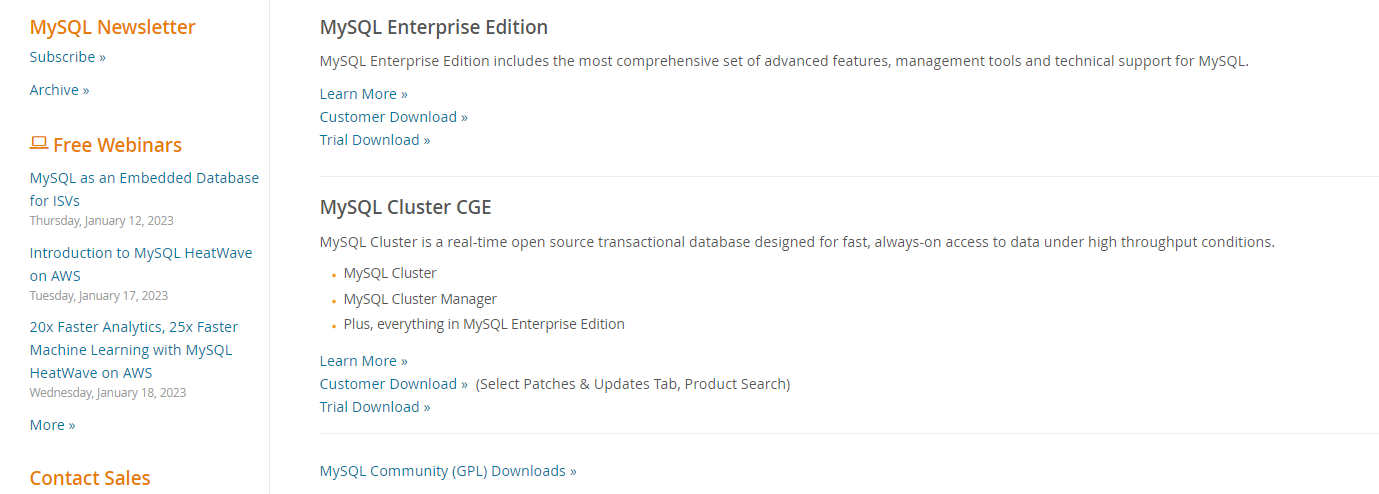 MySQL Newsletter
Subscribe »
Archive »
Free Webinars
MySQL as an Embedded Database
for ISVs
Thursday, January 12, 2023
Introduction to MySQL HeatWave
on AWS
Tuesday, January 17, 2023
20x Faster Analytics, 25x Faster
Machine Learning with MySQL
HeatWave on AWS
Wednesday, January 18, 2023
More »
Contact Sales
MySQL Enterprise Edition
MySQL Enterprise Edition includes the most comprehensive set of advanced features, management tools and technical support for MySQL.
Learn More »
Customer Download »
Trial Download »
MySQL Cluster CGE
MySQL Cluster is a real-time open source transactional database designed for fast, always-on access to data under high throughput conditions.
• MySQL Cluster
• MySQL Cluster Manager
• Plus, everything in MySQL Enterprise Edition
Learn More »
Customer Download » (Select Patches & Updates Tab, Product Search)
Trial Download »
MySQL Community (GPL) Downloads »